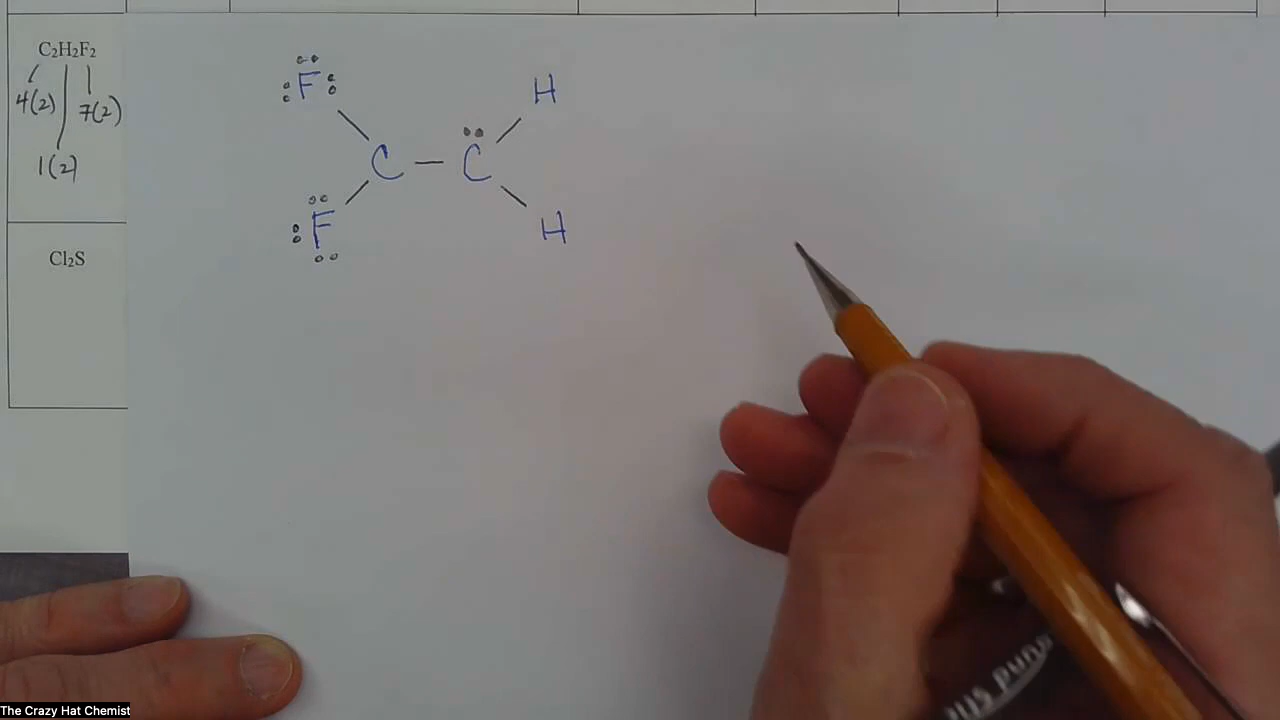 C2H2F2
4(2) 7(2)
1(2)
Cl2S
F H
C — C
F H
The Crazy Hat Chemist